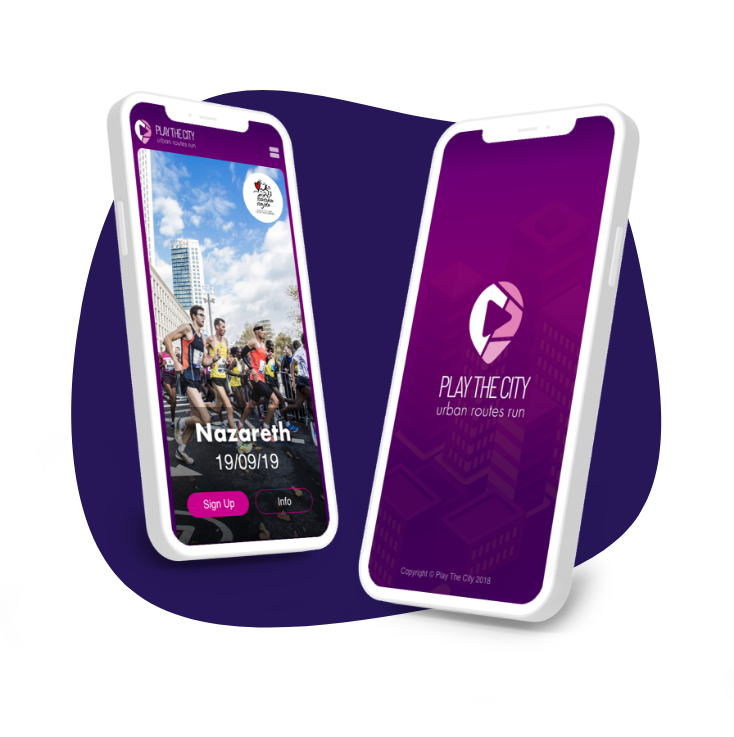 PLAY THE CITY
urban routes run
Nazareth
19/09/19
Sign Up
Info
PLAY THE CITY
urban routes run
Copyright © Play The City 2018